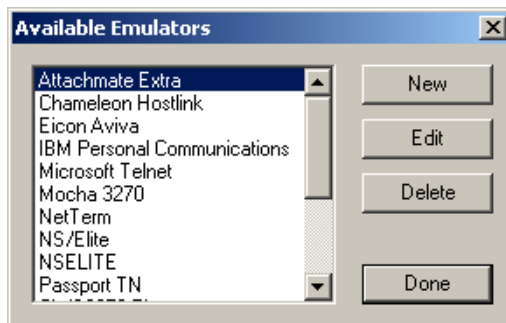 Available Emulators
Attachmate Extra
Chameleon Hostlink
Eicon Aviva
IBM Personal Communications
Microsoft Telnet
Mocha 3270
NetTerm
NS/Elite
NSELITE
Passport TN
New
Edit
Delete
Done